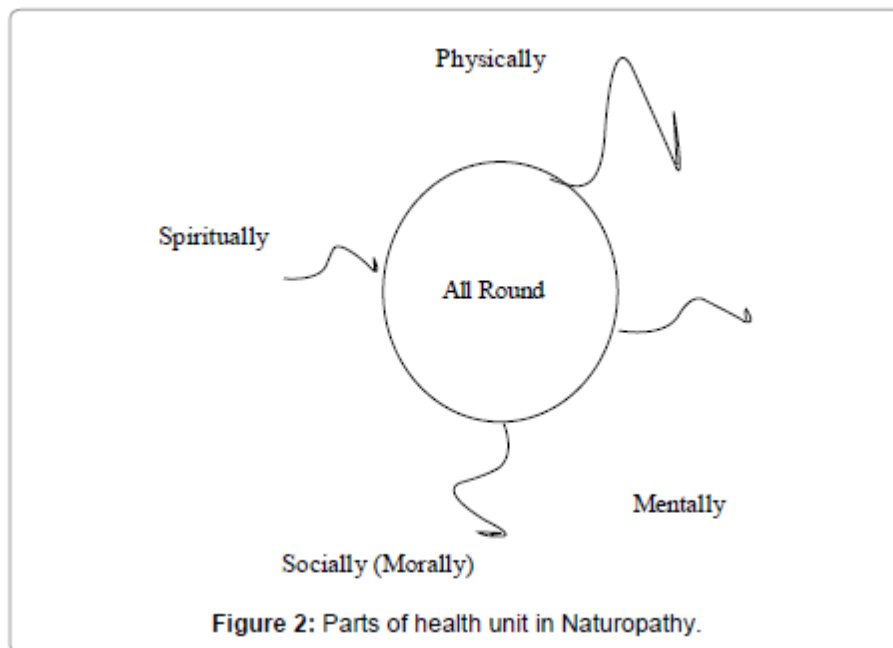 Physically
Spiritually
All Round
Mentally
Socially (Morally)
Figure 2: Parts of health unit in Naturopathy.